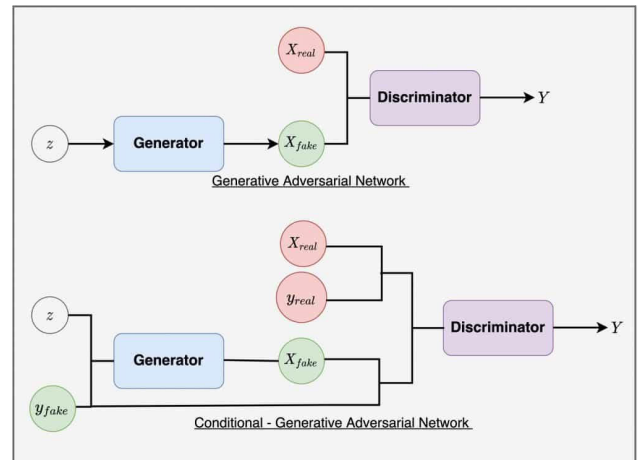 X_real
Discriminator
Y
z
Generator
X_fake
Generative Adversarial Network
X_real
y_real
z
Discriminator
Y
Generator
X_fake
y_fake
Conditional - Generative Adversarial Network